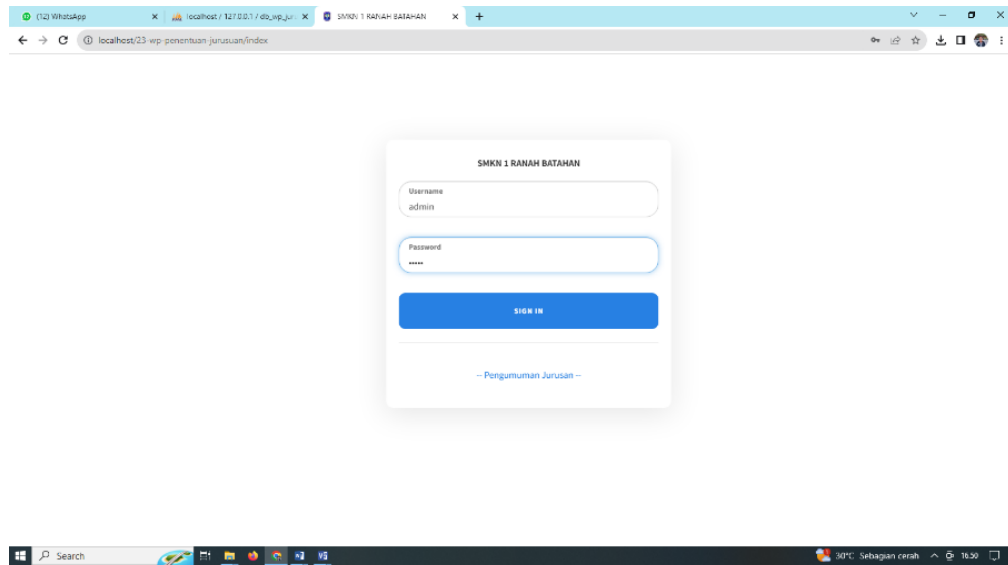 (12) WhatsApp
localhost / 127.0.0.1 / db_wp_jur
SMKN 1 RANAH BATAHAN
localhost/23-wp-penentuan-jurusuan/index
SMKN 1 RANAH BATAHAN
Username
admin
Password
•••••
SIGN IN
-- Pengumuman Jurusan --
Search
30°C Sebagian cerah
16.50